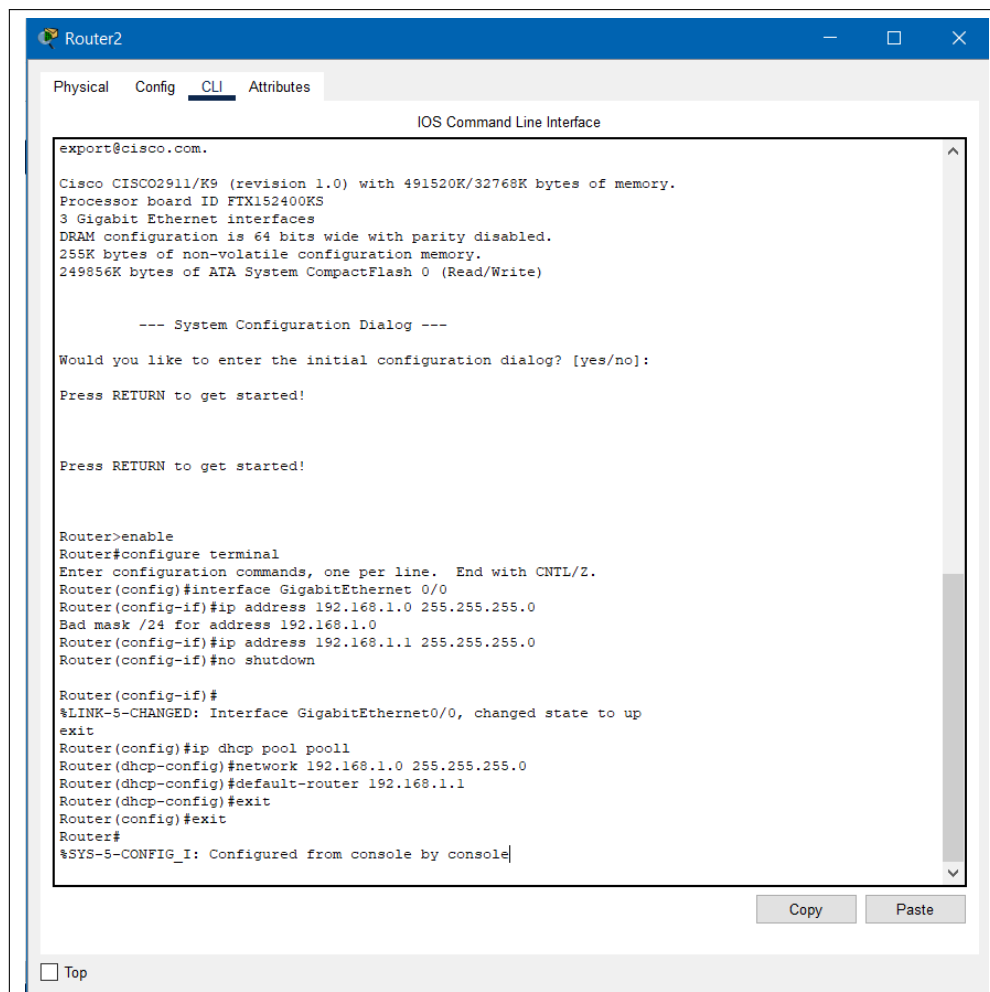 Router2
Physical Config CLI Attributes
IOS Command Line Interface
export@cisco.com.
Cisco CISCO2911/K9 (revision 1.0) with 491520K/32768K bytes of memory.
Processor board ID FTX152400KS
3 Gigabit Ethernet interfaces
DRAM configuration is 64 bits wide with parity disabled.
255K bytes of non-volatile configuration memory.
249856K bytes of ATA System CompactFlash 0 (Read/Write)
--- System Configuration Dialog ---
Would you like to enter the initial configuration dialog? [yes/no]:
Press RETURN to get started!
Press RETURN to get started!
Router>enable
Router#configure terminal
Enter configuration commands, one per line.  End with CNTL/Z.
Router(config)#interface GigabitEthernet 0/0
Router(config-if)#ip address 192.168.1.0 255.255.255.0
Bad mask /24 for address 192.168.1.0
Router(config-if)#ip address 192.168.1.1 255.255.255.0
Router(config-if)#no shutdown
Router(config-if)#
%LINK-5-CHANGED: Interface GigabitEthernet0/0, changed state to up
exit
Router(config)#ip dhcp pool pool1
Router(dhcp-config)#network 192.168.1.0 255.255.255.0
Router(dhcp-config)#default-router 192.168.1.1
Router(dhcp-config)#exit
Router(config)#exit
Router#
%SYS-5-CONFIG_I: Configured from console by console
Copy Paste
Top